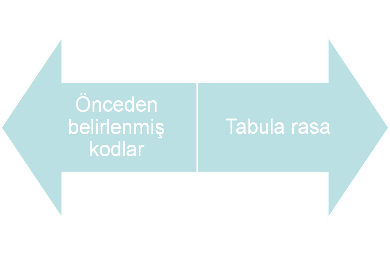 Önceden
belirlenmiş
kodlar
Tabula rasa